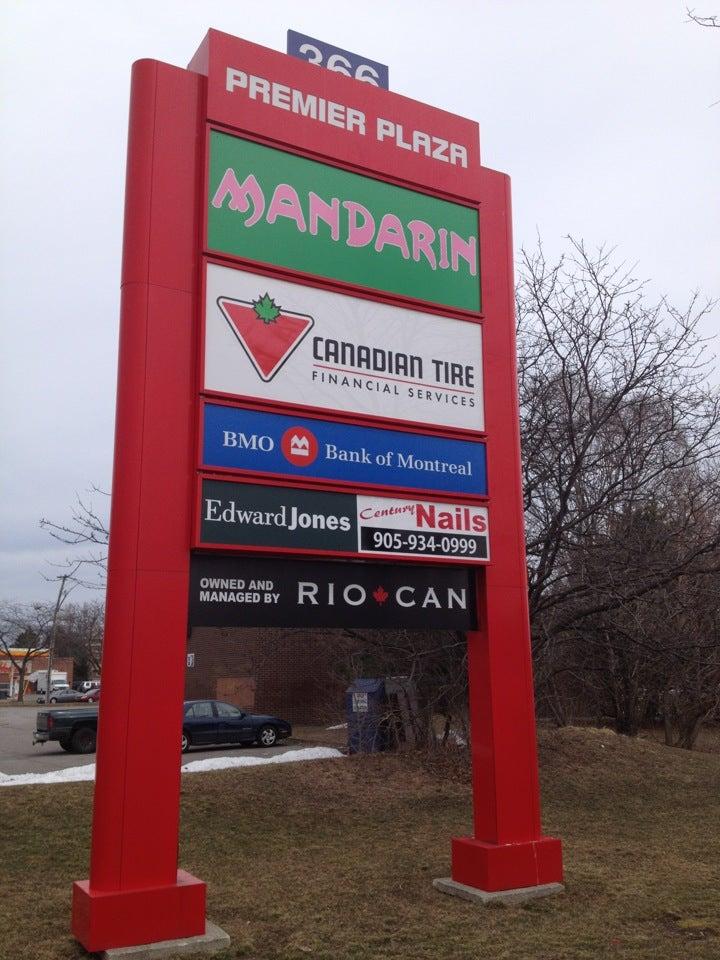 366
PREMIER PLAZA
MANDARIN
CANADIAN TIRE
FINANCIAL SERVICES
BMO Bank of Montreal
Edward Jones
Century Nails
905-934-0999
OWNED AND
MANAGED BY
RIO CAN